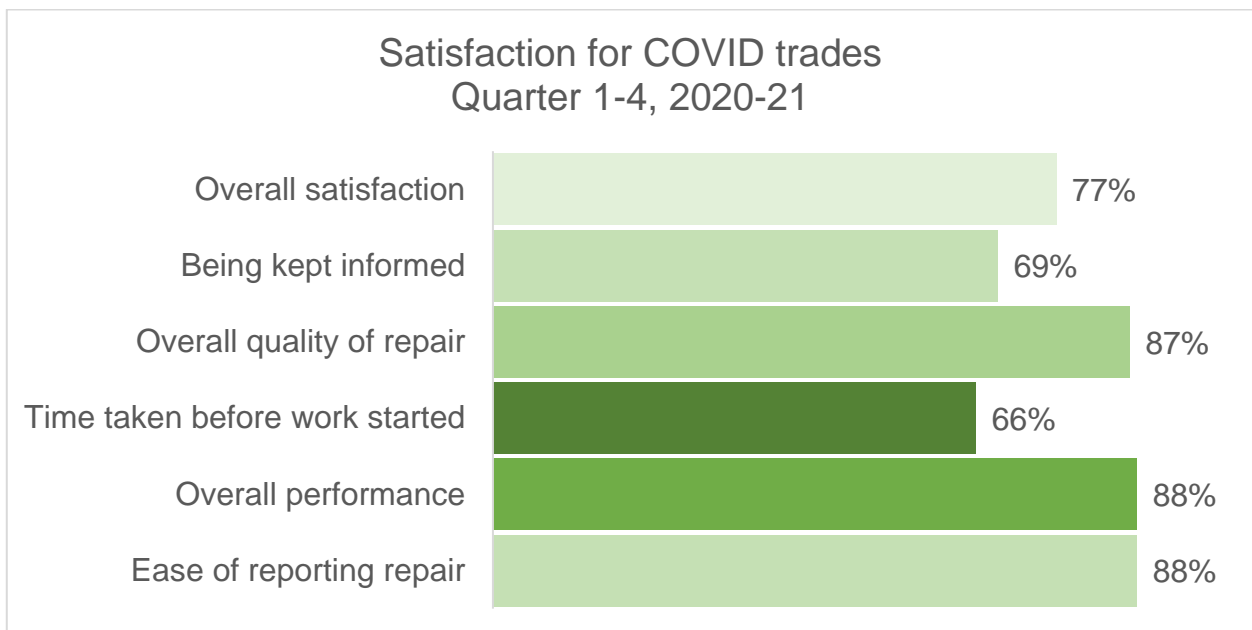 Satisfaction for COVID trades
Quarter 1-4, 2020-21
Overall satisfaction 77%
Being kept informed 69%
Overall quality of repair 87%
Time taken before work started 66%
Overall performance 88%
Ease of reporting repair 88%